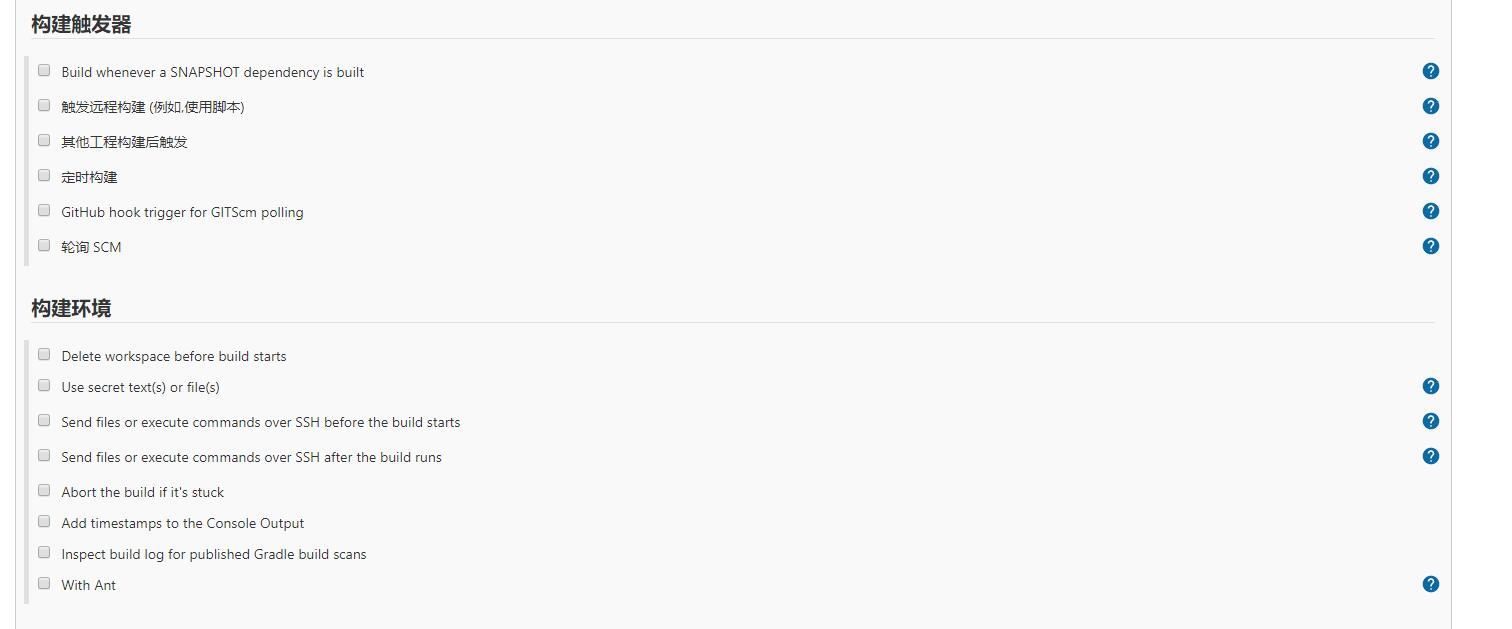 构建触发器
Build whenever a SNAPSHOT dependency is built
触发远程构建 (例如,使用脚本)
其他工程构建后触发
定时构建
GitHub hook trigger for GITScm polling
轮询 SCM
构建环境
Delete workspace before build starts
Use secret text(s) or file(s)
Send files or execute commands over SSH before the build starts
Send files or execute commands over SSH after the build runs
Abort the build if it's stuck
Add timestamps to the Console Output
Inspect build log for published Gradle build scans
With Ant